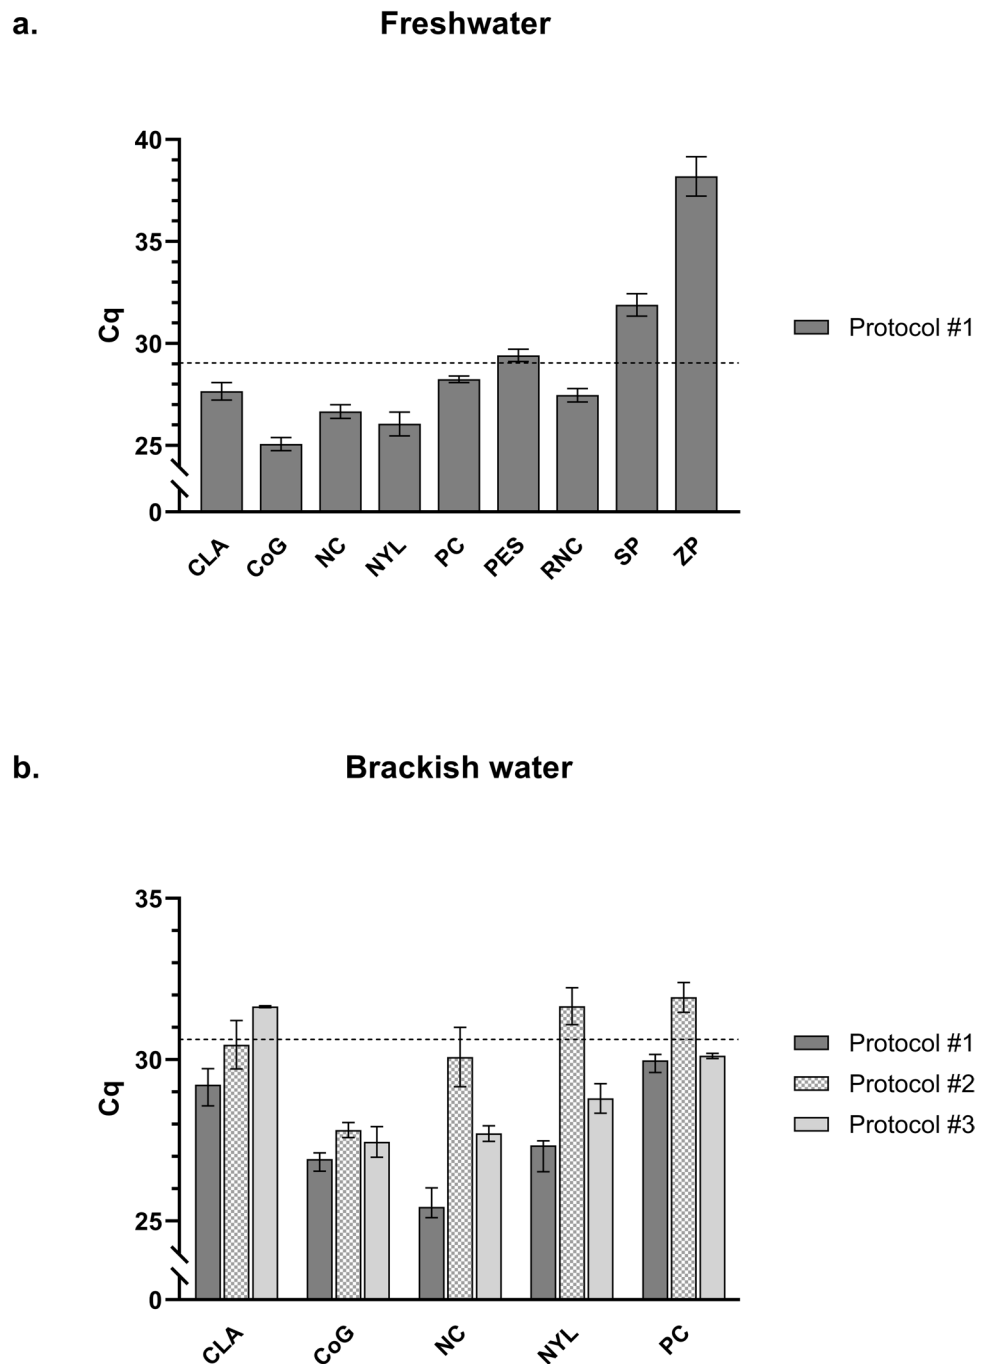 a.
Freshwater
40
35
30
25
0
Cq
CLA
CoG
NC
NYL
PC
PES
RNC
SP
ZP
Protocol #1
b.
Brackish water
35
30
25
0
Cq
CLA
CoG
NC
NYL
PC
Protocol #1
Protocol #2
Protocol #3